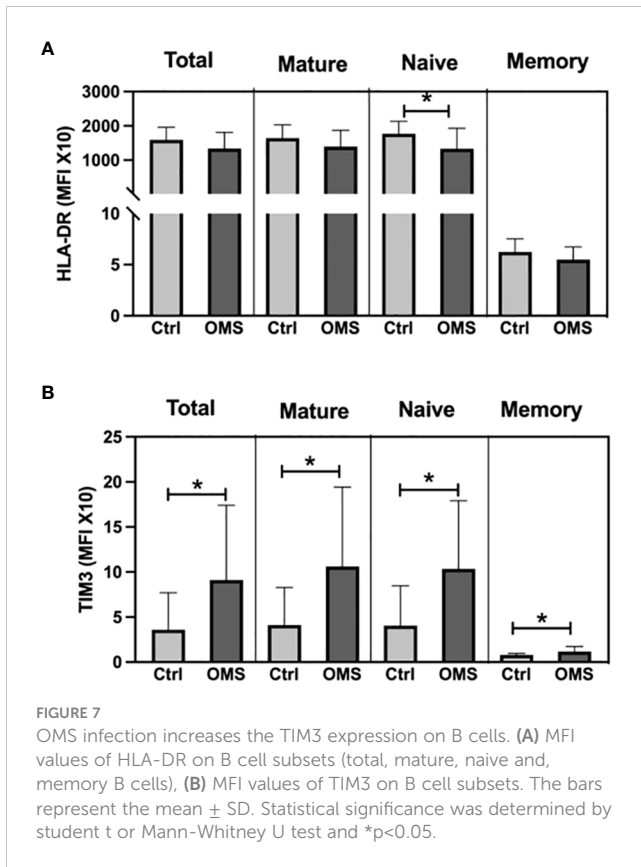 A
Total Mature Naive Memory
HLA-DR (MFI X10)
3000
2000
1000
10
5
0
*
Ctrl OMS Ctrl OMS Ctrl OMS Ctrl OMS
B
Total Mature Naive Memory
TIM3 (MFI X10)
25
20
15
10
5
0
* * * *
Ctrl OMS Ctrl OMS Ctrl OMS Ctrl OMS
FIGURE 7
OMS infection increases the TIM3 expression on B cells. (A) MFI
values of HLA-DR on B cell subsets (total, mature, naive and,
memory B cells), (B) MFI values of TIM3 on B cell subsets. The bars
represent the mean ± SD. Statistical significance was determined by
student t or Mann-Whitney U test and *p<0.05.